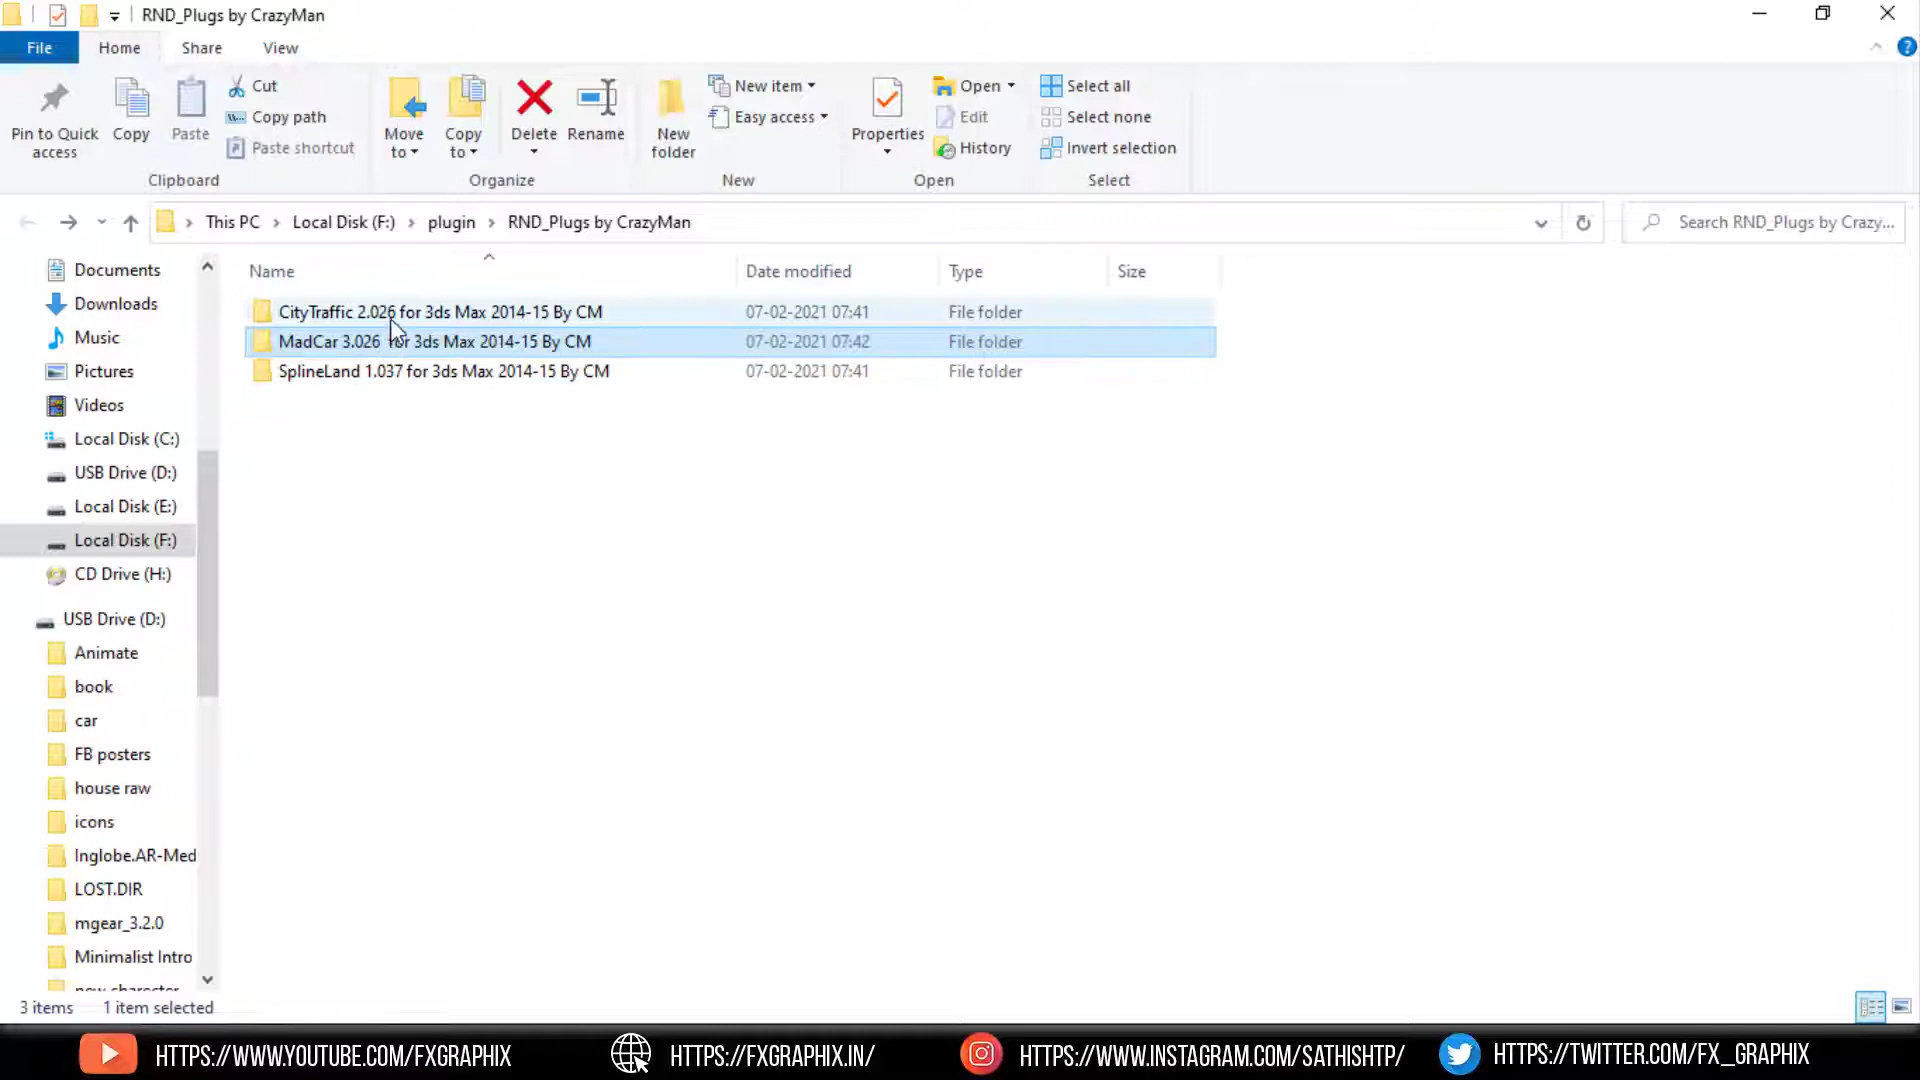 RND_Plugs by CrazyMan
File Home Share View
Pin to Quick access
Copy
Paste
Cut
Copy path
Paste shortcut
Clipboard
Move to
Copy to
Delete
Rename
Organize
New folder
New item
Easy access
New
Properties
Open
Edit
History
Open
Select all
Select none
Invert selection
Select
This PC > Local Disk (F:) > plugin > RND_Plugs by CrazyMan
Search RND_Plugs by Crazy...
Name Date modified Type Size
CityTraffic 2.026 for 3ds Max 2014-15 By CM 07-02-2021 07:41 File folder
MadCar 3.026 for 3ds Max 2014-15 By CM 07-02-2021 07:42 File folder
SplineLand 1.037 for 3ds Max 2014-15 By CM 07-02-2021 07:41 File folder
Documents
Downloads
Music
Pictures
Videos
Local Disk (C:)
USB Drive (D:)
Local Disk (E:)
Local Disk (F:)
CD Drive (H:)
USB Drive (D:)
Animate
book
car
FB posters
house raw
icons
Inglobe.AR-Med
LOST.DIR
mgear_3.2.0
Minimalist Intro
new character
3 items 1 item selected
HTTPS://WWW.YOUTUBE.COM/FXGRAPHIX
HTTPS://FXGRAPHIX.IN/
HTTPS://WWW.INSTAGRAM.COM/SATHISHTP/
HTTPS://TWITTER.COM/FX_GRAPHIX